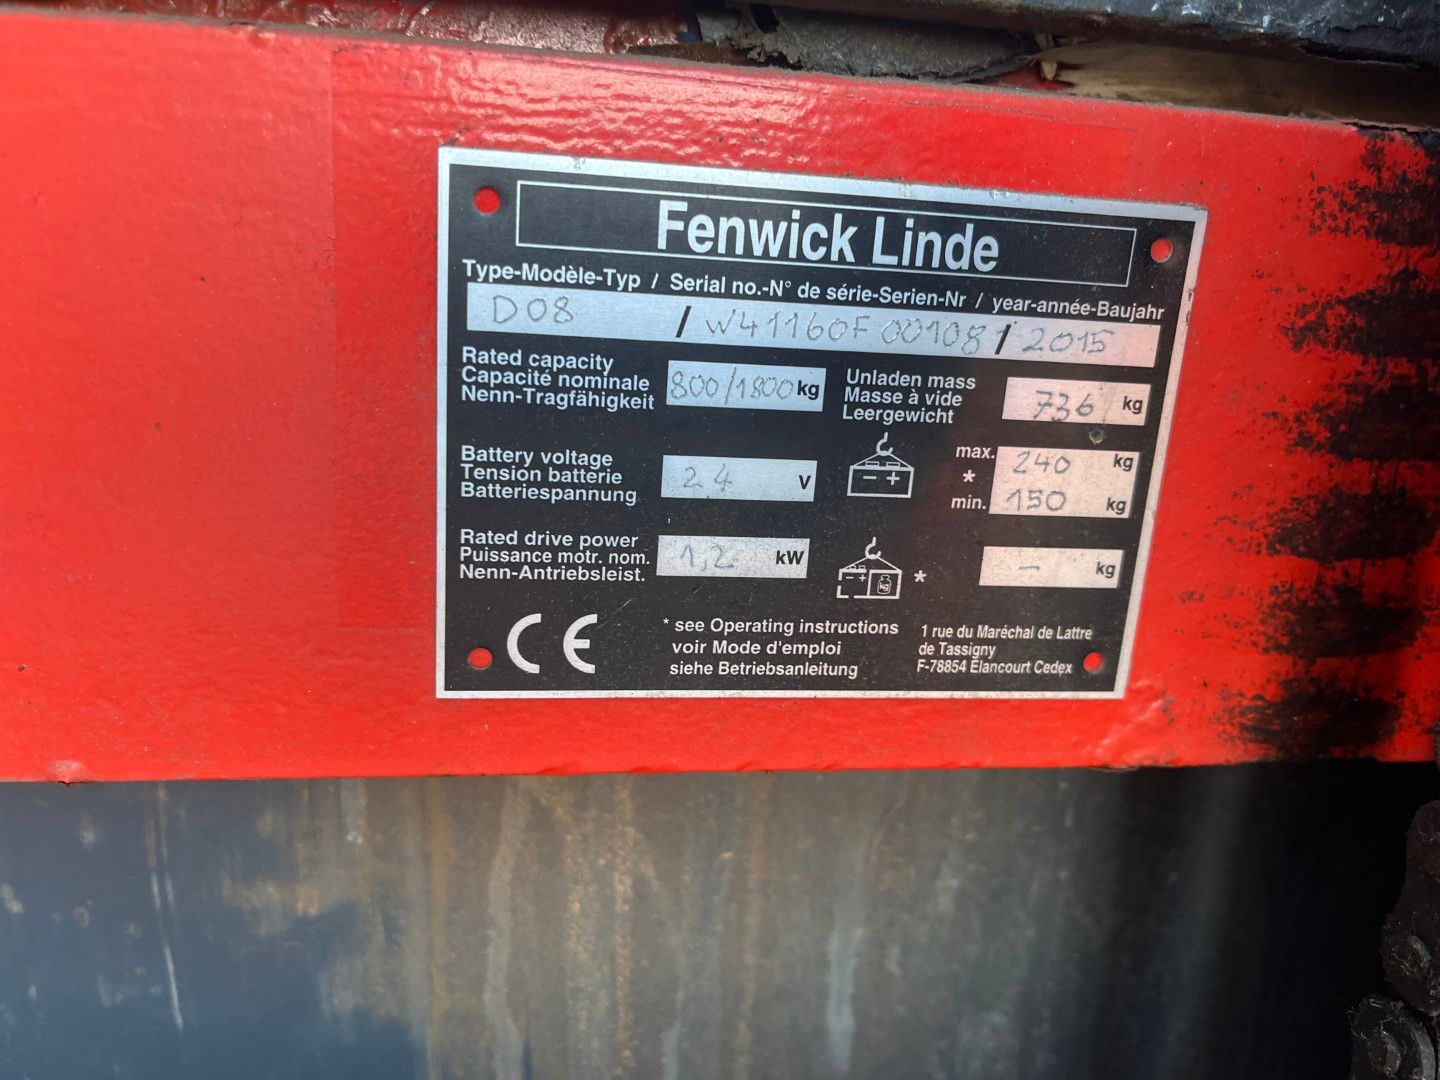 Fenwick Linde
Type-Modèle-Typ / Serial no.-N° de série-Serien-Nr / year-année-Baujahr
D08 / W41160F001081 / 2015
Rated capacity
Capacité nominale
Nenn-Tragfähigkeit
800/1800 kg
Unladen mass
Masse à vide
Leergewicht
736 kg
Battery voltage
Tension batterie
Batteriespannung
24 V
- +
max. 240 kg
*
min. 150 kg
Rated drive power
Puissance motr. nom.
Nenn-Antriebsleist.
1,2 kW
- + kg *
- kg
CE
* see Operating instructions
voir Mode d'emploi
siehe Betriebsanleitung
1 rue du Maréchal de Lattre
de Tassigny
F-78854 Elancourt Cedex